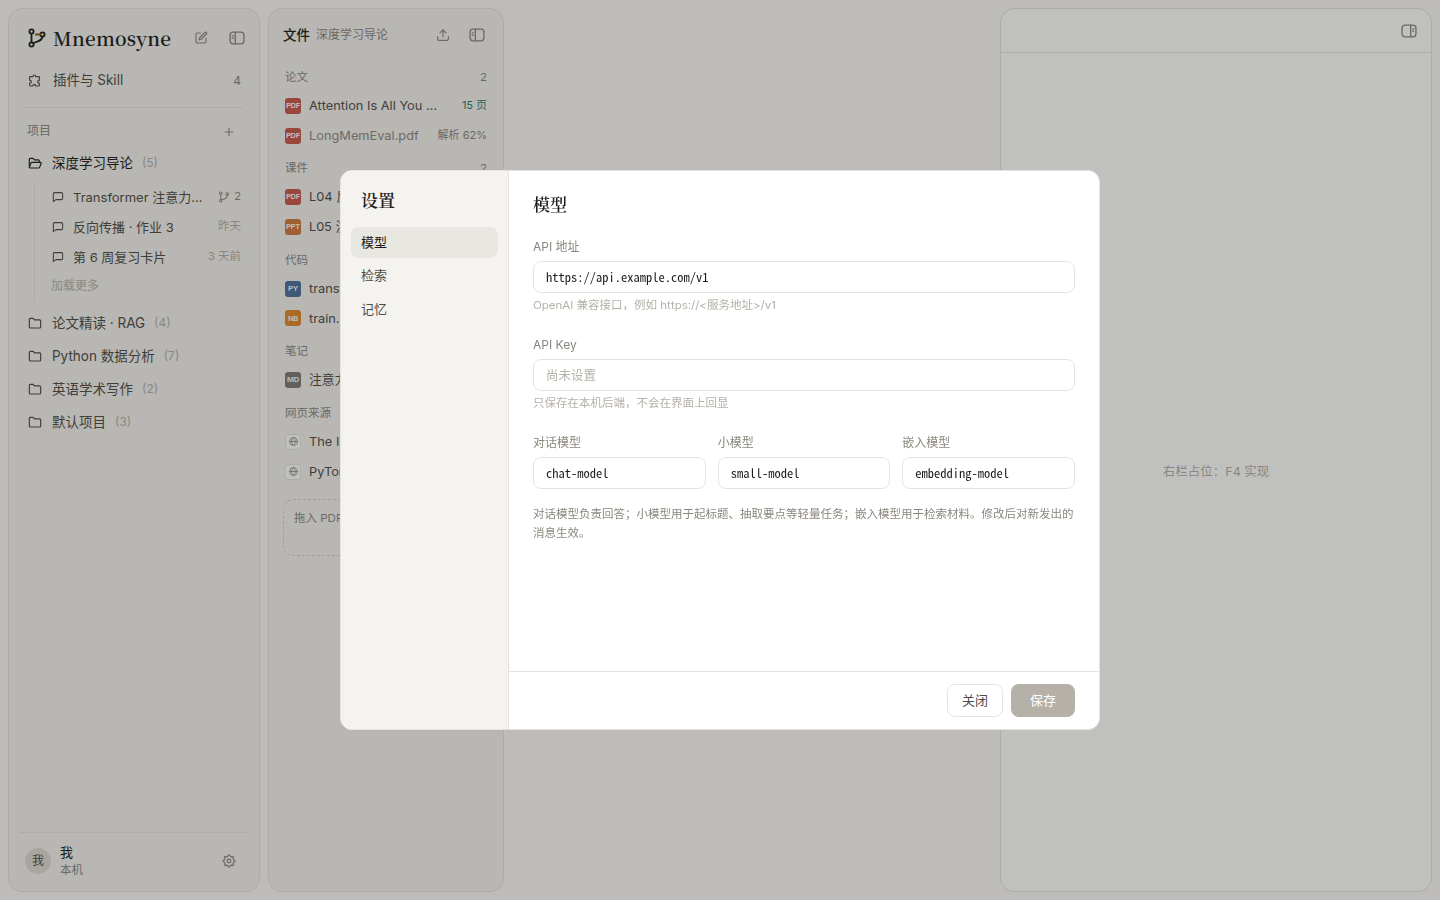 Mnemosyne
插件与 Skill 4
项目
深度学习导论 (5)
Transformer 注意力... 2
反向传播 · 作业 3 昨天
第 6 周复习卡片 3 天前
加载更多
论文精读 · RAG (4)
Python 数据分析 (7)
英语学术写作 (2)
默认项目 (3)
我 我
本机
文件 深度学习导论
论文 2
PDF Attention Is All You ... 15 页
PDF LongMemEval.pdf 解析 62%
课件 2
PDF L04
PPT L05
代码
PY trans
NB train.
笔记
MD 注意力
网页来源
The I
PyTor
拖入 PDF
设置
模型
检索
记忆
模型
API 地址
https://api.example.com/v1
OpenAI 兼容接口，例如 https://<服务地址>/v1
API Key
尚未设置
只保存在本机后端，不会在界面上回显
对话模型 小模型 嵌入模型
chat-model small-model embedding-model
对话模型负责回答；小模型用于起标题、抽取要点等轻量任务；嵌入模型用于检索材料。修改后对新发出的
消息生效。
关闭 保存
右栏占位：F4 实现